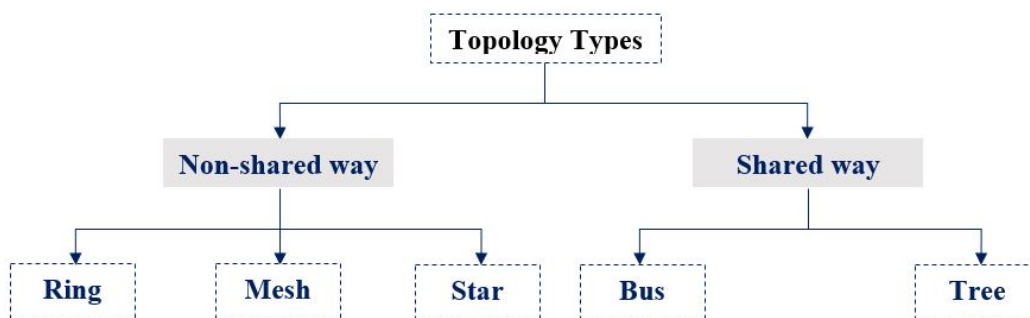 Topology Types
Non-shared way
Shared way
Ring
Mesh
Star
Bus
Tree